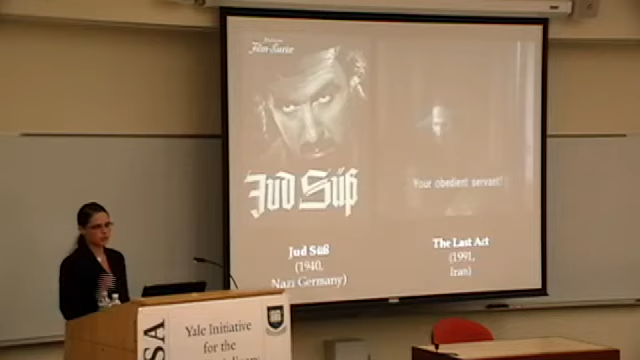 Film-Kurier
Jud Süß
Your obedient servant!
Jud Süß
(1940,
Nazi Germany)
The Last Act
(1991,
Iran)
SA
Yale Initiative
for the